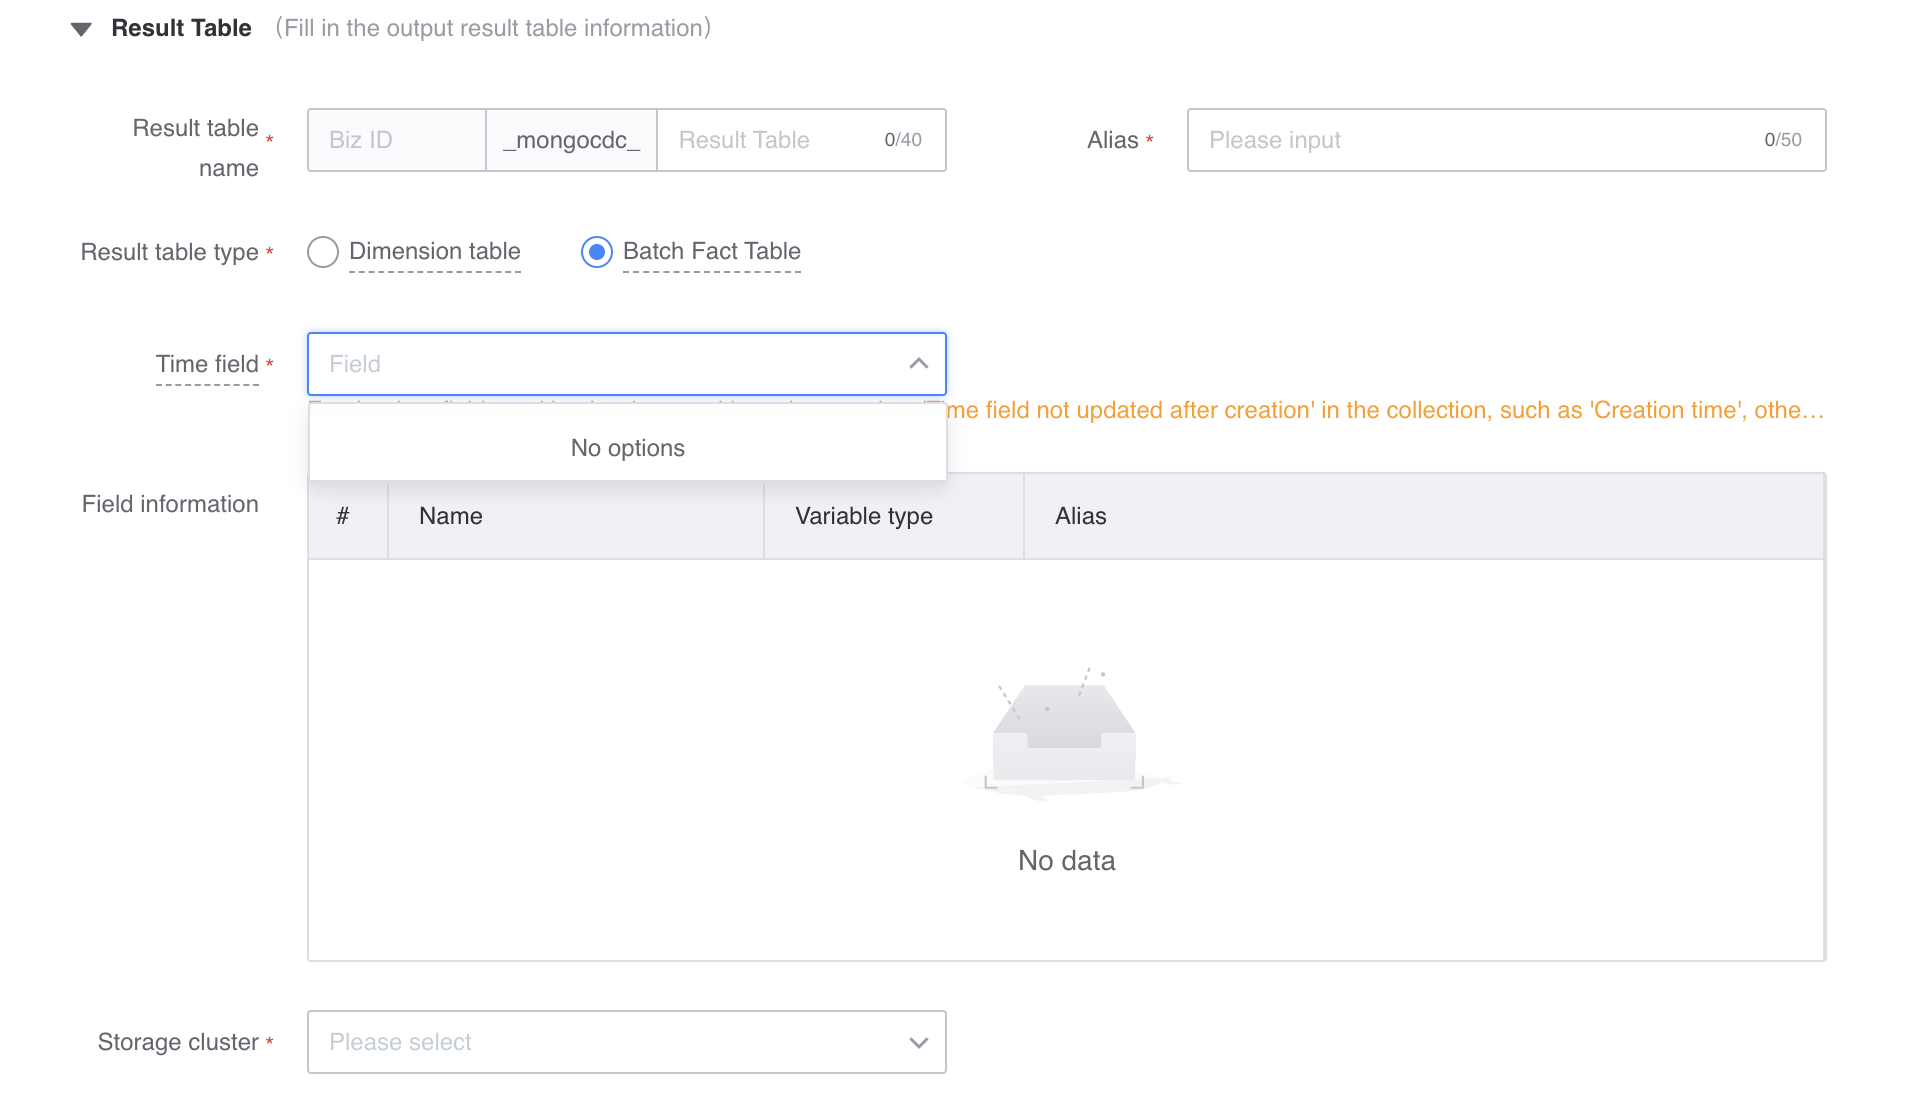 Result Table (Fill in the output result table information)
Result table name * Biz ID _mongocdc_ Result Table 0/40 Alias * Please input 0/50
Result table type * Dimension table Batch Fact Table
Time field * Field
field not updated after creation' in the collection, such as 'Creation time', othe...
No options
Field information
# Name Variable type Alias
No data
Storage cluster * Please select